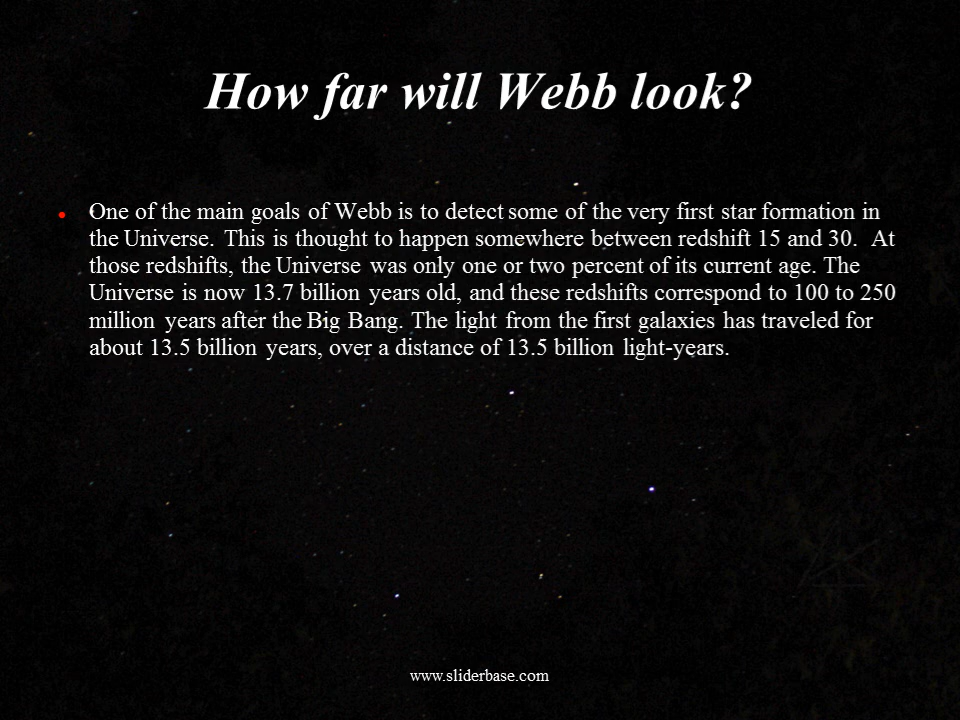 How far will Webb look?
One of the main goals of Webb is to detect some of the very first star formation in
the Universe. This is thought to happen somewhere between redshift 15 and 30.  At
those redshifts, the Universe was only one or two percent of its current age. The
Universe is now 13.7 billion years old, and these redshifts correspond to 100 to 250
million years after the Big Bang. The light from the first galaxies has traveled for
about 13.5 billion years, over a distance of 13.5 billion light-years.
www.sliderbase.com